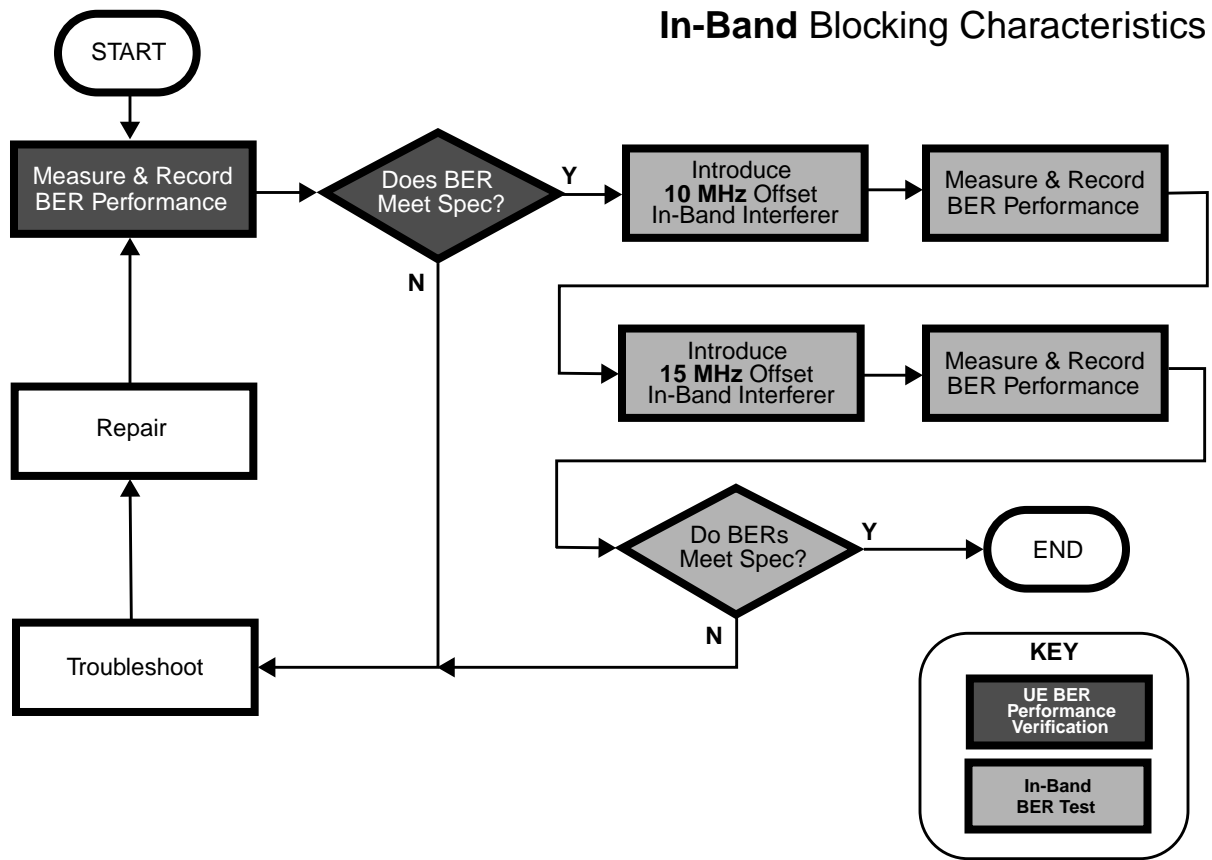 In-Band Blocking Characteristics
START
Measure & Record
BER Performance
Does BER
Meet Spec?
Y
N
Introduce
10 MHz Offset
In-Band Interferer
Measure & Record
BER Performance
Introduce
15 MHz Offset
In-Band Interferer
Measure & Record
BER Performance
Do BERs
Meet Spec?
Y
N
END
Repair
Troubleshoot
KEY
UE BER
Performance
Verification
In-Band
BER Test